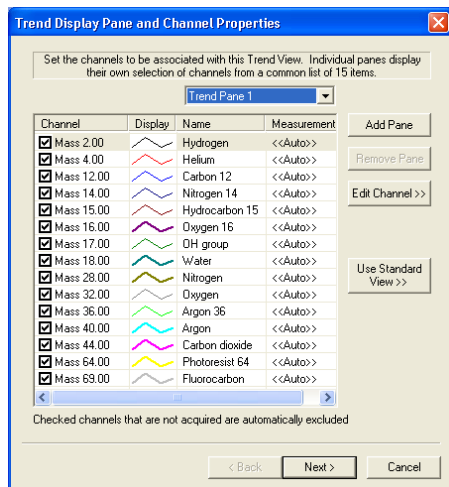 Trend Display Pane and Channel Properties
Set the channels to be associated with this Trend View. Individual panes display
their own selection of channels from a common list of 15 items.
Trend Pane 1
Channel Display Name Measurement
Mass 2.00 Hydrogen <<Auto>>
Mass 4.00 Helium <<Auto>>
Mass 12.00 Carbon 12 <<Auto>>
Mass 14.00 Nitrogen 14 <<Auto>>
Mass 15.00 Hydrocarbon 15 <<Auto>>
Mass 16.00 Oxygen 16 <<Auto>>
Mass 17.00 OH group <<Auto>>
Mass 18.00 Water <<Auto>>
Mass 28.00 Nitrogen <<Auto>>
Mass 32.00 Oxygen <<Auto>>
Mass 36.00 Argon 36 <<Auto>>
Mass 40.00 Argon <<Auto>>
Mass 44.00 Carbon dioxide <<Auto>>
Mass 64.00 Photoresist 64 <<Auto>>
Mass 69.00 Fluorocarbon <<Auto>>
Add Pane
Remove Pane
Edit Channel >>
Use Standard
View >>
Checked channels that are not acquired are automatically excluded
< Back Next > Cancel